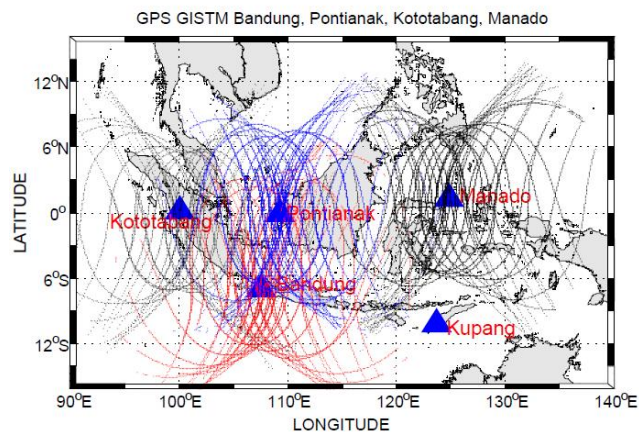 GPS GISTM Bandung, Pontianak, Kototabang, Manado
12°N
6°N
0°
6°S
12°S
LATITUDE
Manado
Pontianak
Kototabang
Bandung
Kupang
90°E 100°E 110°E 120°E 130°E 140°E
LONGITUDE